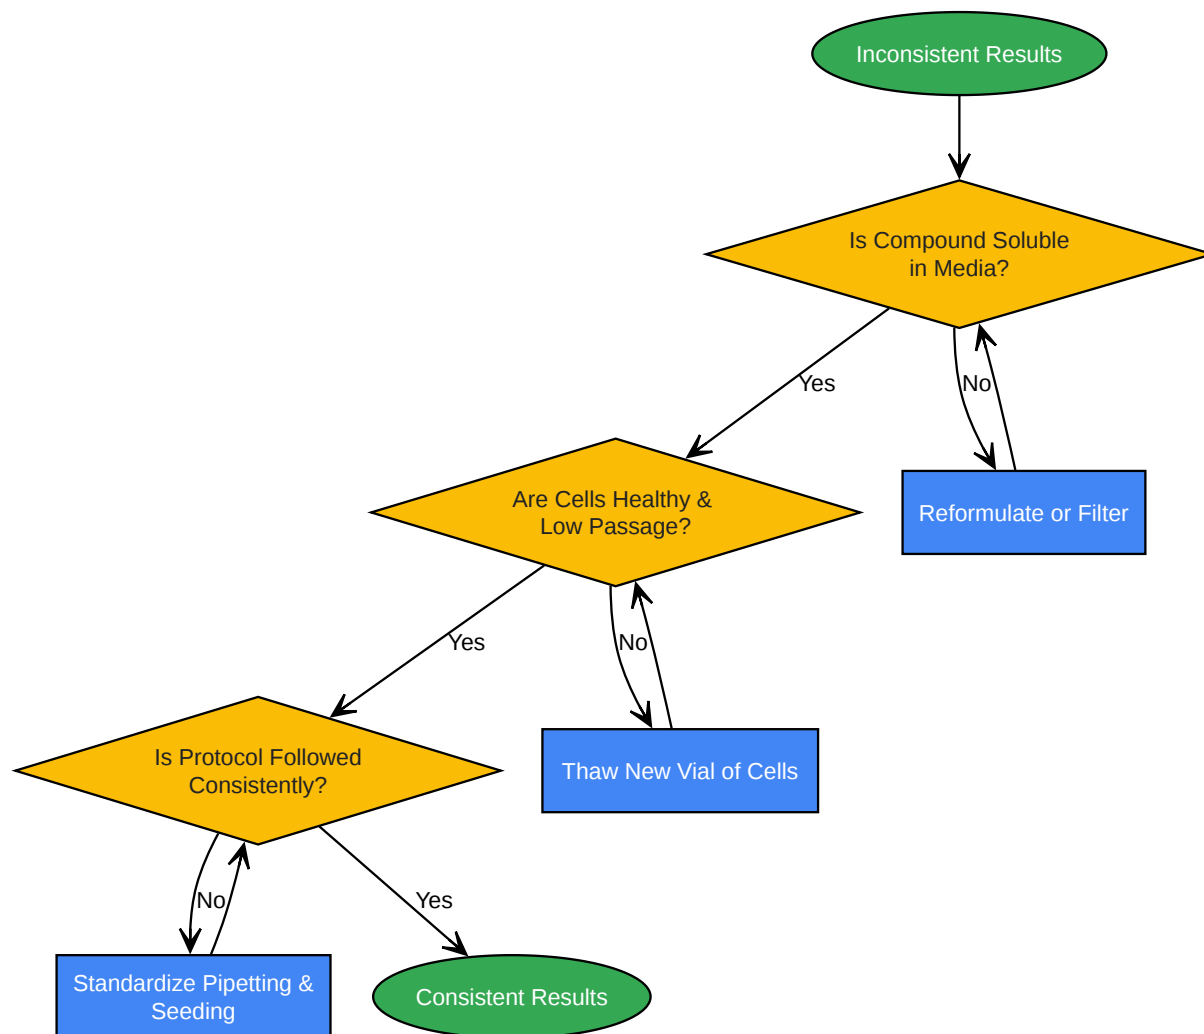 Inconsistent Results
Is Compound Soluble
in Media?
Yes
No
Are Cells Healthy &
Low Passage?
Reformulate or Filter
Yes
No
Is Protocol Followed
Consistently?
Thaw New Vial of Cells
No
Yes
Standardize Pipetting &
Seeding
Consistent Results